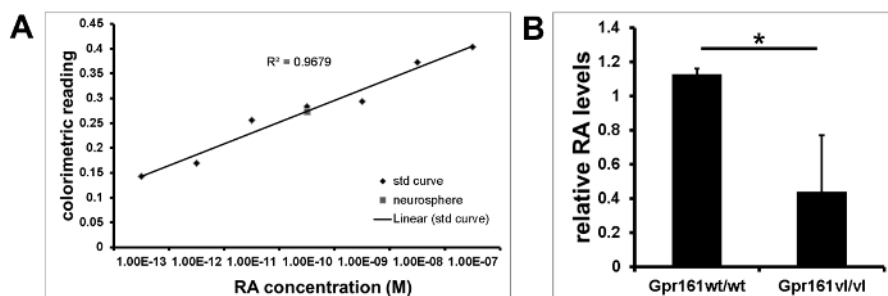 A
0.45
0.4
0.35
0.3
0.25
0.2
0.15
0.1
0.05
0
colorimetric reading
R² = 0.9679
std curve
neurosphere
Linear (std curve)
1.00E-13 1.00E-12 1.00E-11 1.00E-10 1.00E-09 1.00E-08 1.00E-07
RA concentration (M)
B
*
1.4
1.2
1
0.8
0.6
0.4
0.2
0
relative RA levels
Gpr161wt/wt Gpr161vl/vl